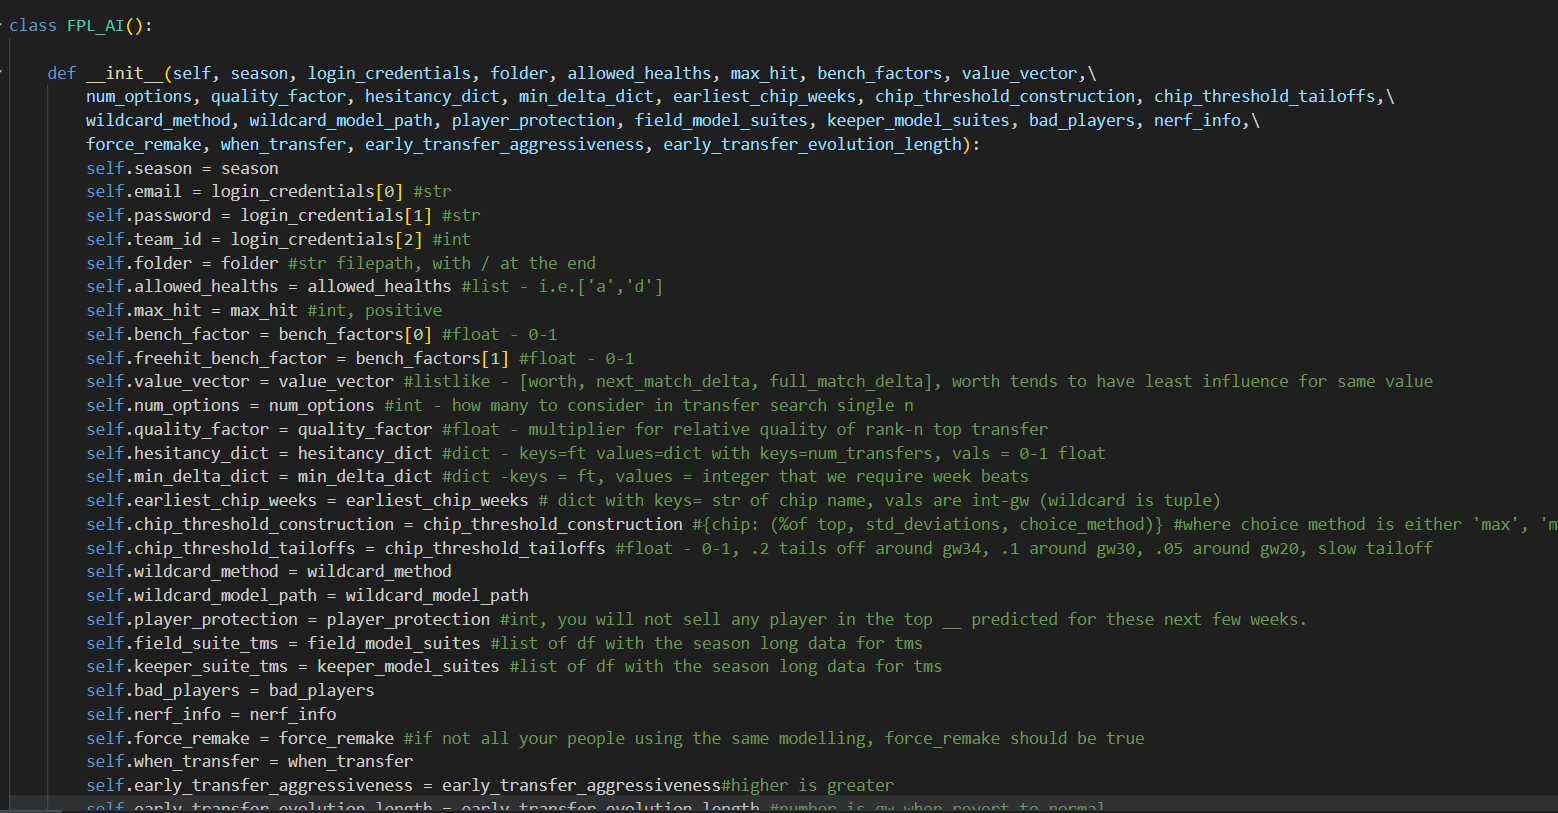 class FPL_AI():
def __init__(self, season, login_credentials, folder, allowed_healths, max_hit, bench_factors, value_vector,\
num_options, quality_factor, hesitancy_dict, min_delta_dict, earliest_chip_weeks, chip_threshold_construction, chip_threshold_tailoffs,\
wildcard_method, wildcard_model_path, player_protection, field_model_suites, keeper_model_suites, bad_players, nerf_info,\
force_remake, when_transfer, early_transfer_aggressiveness, early_transfer_evolution_length):
self.season = season
self.email = login_credentials[0] #str
self.password = login_credentials[1] #str
self.team_id = login_credentials[2] #int
self.folder = folder #str filepath, with / at the end
self.allowed_healths = allowed_healths #list - i.e.['a','d']
self.max_hit = max_hit #int, positive
self.bench_factor = bench_factors[0] #float - 0-1
self.freehit_bench_factor = bench_factors[1] #float - 0-1
self.value_vector = value_vector #listlike - [worth, next_match_delta, full_match_delta], worth tends to have least influence for same value
self.num_options = num_options #int - how many to consider in transfer search single n
self.quality_factor = quality_factor #float - multiplier for relative quality of rank-n top transfer
self.hesitancy_dict = hesitancy_dict #dict - keys=ft values=dict with keys=num_transfers, vals = 0-1 float
self.min_delta_dict = min_delta_dict #dict -keys = ft, values = integer that we require week beats
self.earliest_chip_weeks = earliest_chip_weeks # dict with keys= str of chip name, vals are int-gw (wildcard is tuple)
self.chip_threshold_construction = chip_threshold_construction #{chip: (%of top, std_deviations, choice_method)} #where choice method is either 'max', 'm
self.chip_threshold_tailoffs = chip_threshold_tailoffs #float - 0-1, .2 tails off around gw34, .1 around gw30, .05 around gw20, slow tailoff
self.wildcard_method = wildcard_method
self.wildcard_model_path = wildcard_model_path
self.player_protection = player_protection #int, you will not sell any player in the top __ predicted for these next few weeks.
self.field_suite_tms = field_model_suites #list of df with the season long data for tms
self.keeper_suite_tms = keeper_model_suites #list of df with the season long data for tms
self.bad_players = bad_players
self.nerf_info = nerf_info
self.force_remake = force_remake #if not all your people using the same modelling, force_remake should be true
self.when_transfer = when_transfer
self.early_transfer_aggressiveness = early_transfer_aggressiveness#higher is greater
self.early_transfer_evolution_length = early_transfer_evolution_length #number is gw when revert to normal